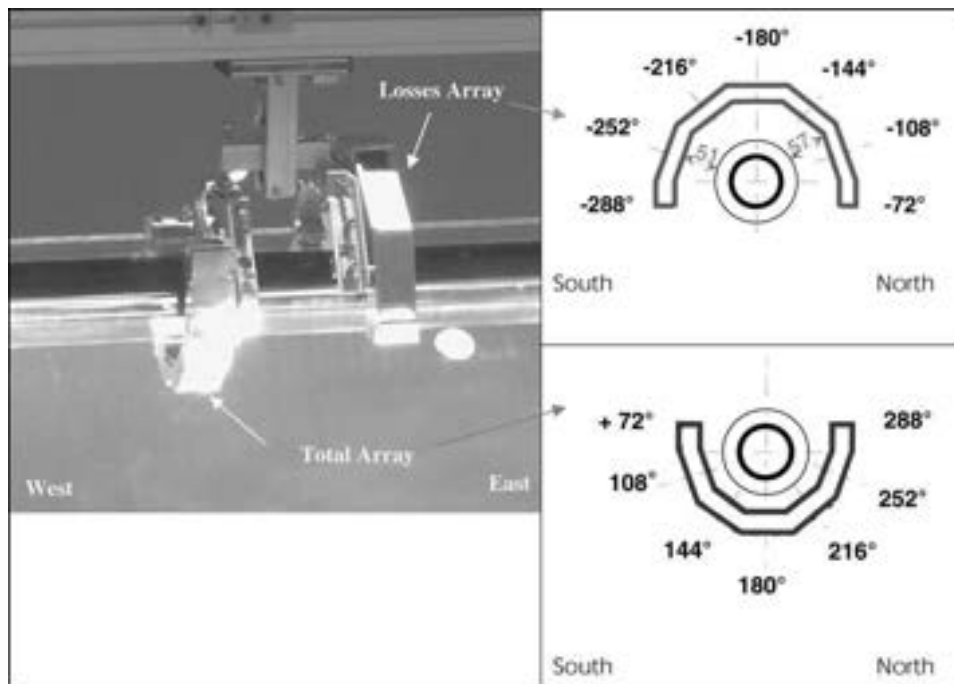 Losses Array
Total Array
West
East
-180°
-216°
-144°
-252°
-108°
51
57
-288°
-72°
South
North
+ 72°
288°
108°
252°
144°
216°
180°
South
North